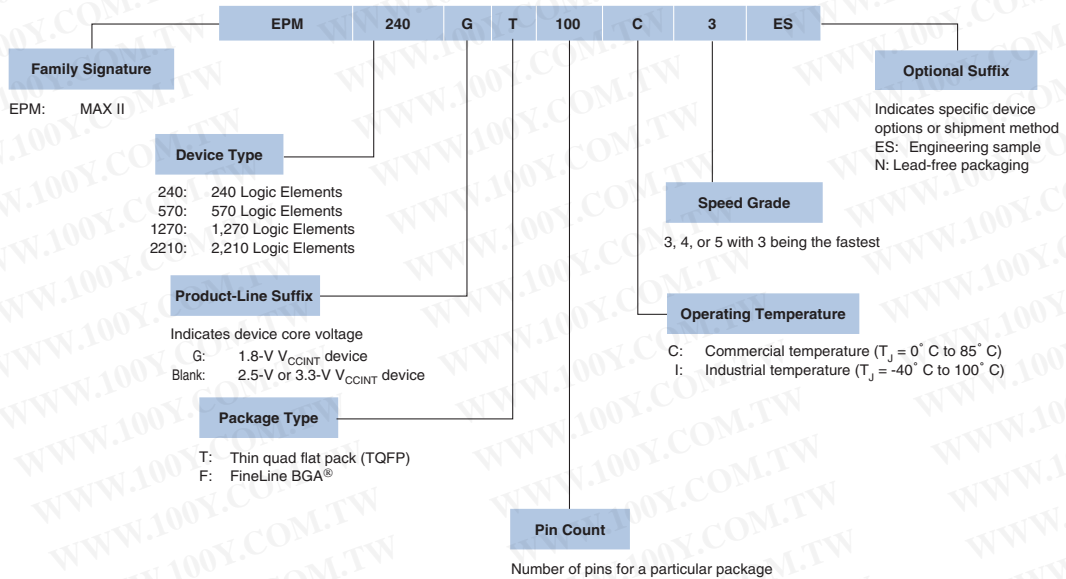 EPM 240 G T 100 C 3 ES
Family Signature
EPM: MAX II
Optional Suffix
Indicates specific device
options or shipment method
ES: Engineering sample
N: Lead-free packaging
Device Type
240: 240 Logic Elements
570: 570 Logic Elements
1270: 1,270 Logic Elements
2210: 2,210 Logic Elements
Speed Grade
3, 4, or 5 with 3 being the fastest
Product-Line Suffix
Indicates device core voltage
G: 1.8-V VCCINT device
Blank: 2.5-V or 3.3-V VCCINT device
Operating Temperature
C: Commercial temperature (TJ = 0° C to 85° C)
I: Industrial temperature (TJ = -40° C to 100° C)
Package Type
T: Thin quad flat pack (TQFP)
F: FineLine BGA®
Pin Count
Number of pins for a particular package
WWW.100Y.COM.TW